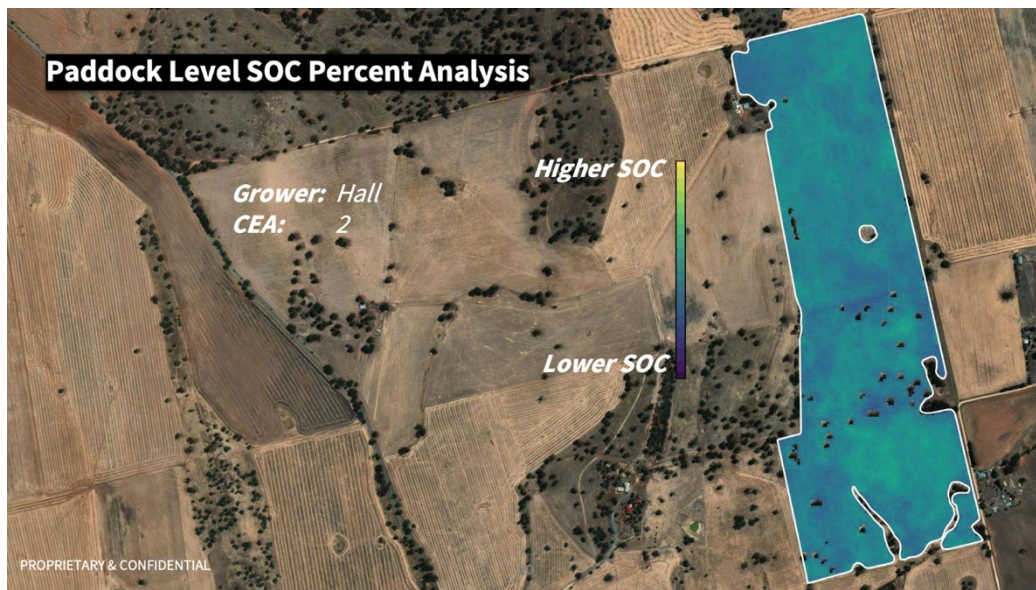 Paddock Level SOC Percent Analysis
Higher SOC
Grower: Hall
CEA: 2
Lower SOC
PROPRIETARY & CONFIDENTIAL